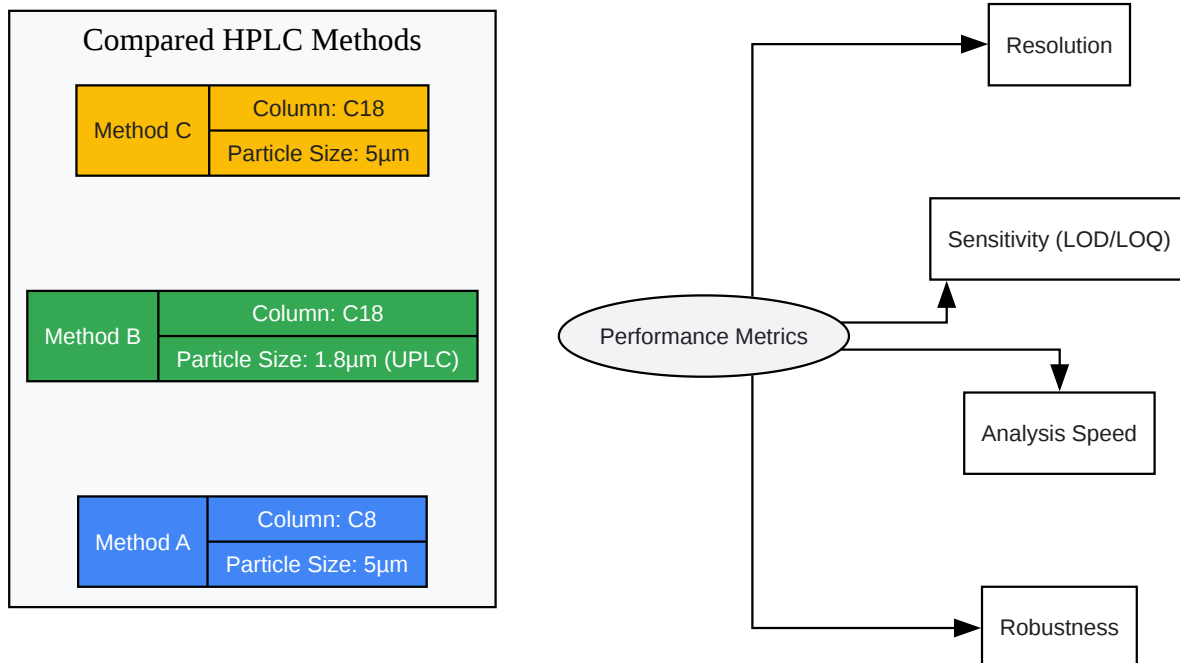 Compared HPLC Methods
Method C
Column: C18
Particle Size: 5µm
Method B
Column: C18
Particle Size: 1.8µm (UPLC)
Method A
Column: C8
Particle Size: 5µm
Performance Metrics
Resolution
Sensitivity (LOD/LOQ)
Analysis Speed
Robustness